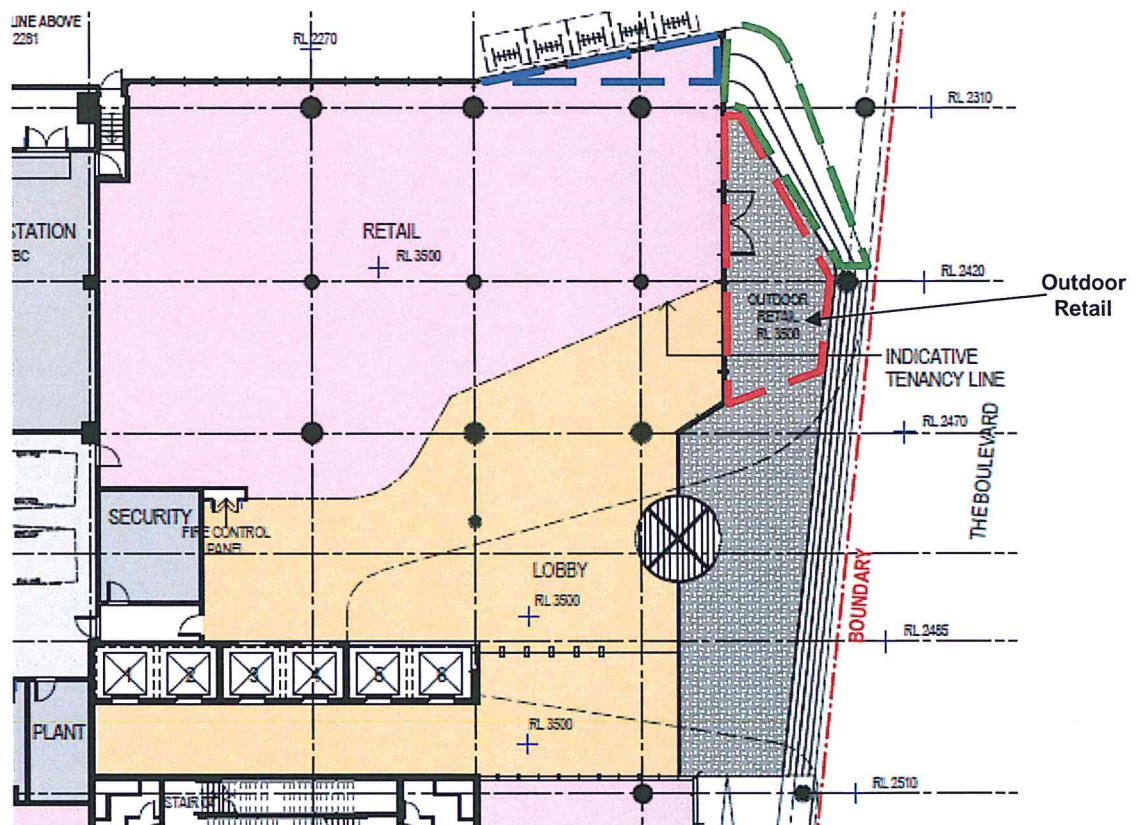 LINE ABOVE
2281
RL 2270
RL 2310
STATION
TBC
RETAIL
RL 3500
RL 2420
Outdoor
Retail
OUTDOOR
RETAIL
RL 3500
INDICATIVE
TENANCY LINE
RL 2470
THE BOULEVARD
SECURITY
FIRE CONTROL
PANEL
LOBBY
RL 3500
BOUNDARY
RL 2485
1
2
3
4
5
6
PLANT
RL 3500
RL 2510